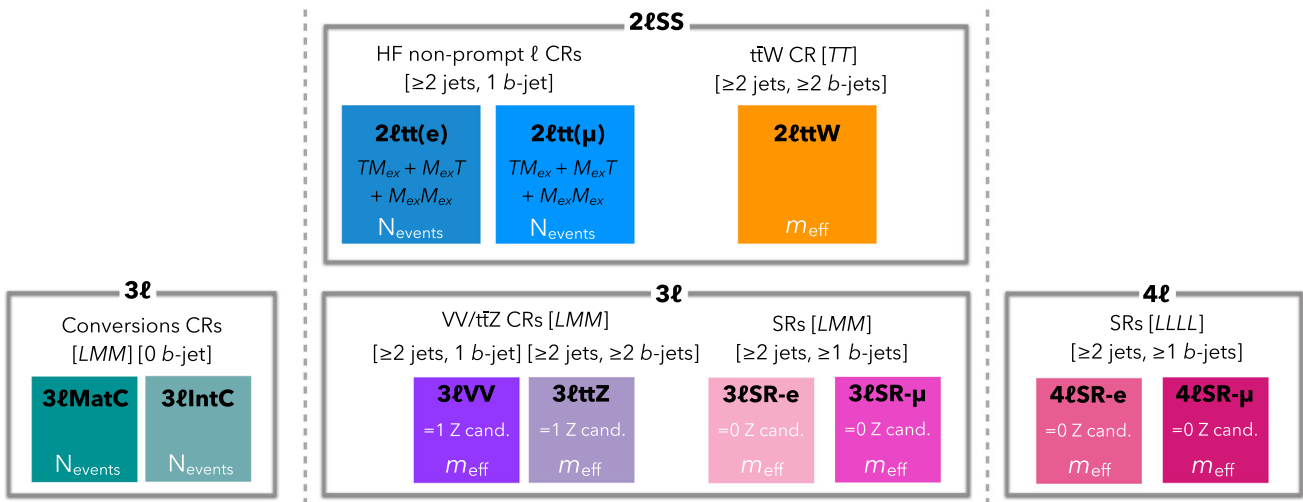 2ℓSS
HF non-prompt ℓ CRs
[≥2 jets, 1 b-jet]
2ℓtt(e)
TMex + MexT
+ MexMex
Nevents
2ℓtt(μ)
TMex + MexT
+ MexMex
Nevents
tt̄W CR [TT]
[≥2 jets, ≥2 b-jets]
2ℓttW
meff
3ℓ
Conversions CRs
[LMM] [0 b-jet]
3ℓMatC
Nevents
3ℓIntC
Nevents
3ℓ
VV/tt̄Z CRs [LMM]
[≥2 jets, 1 b-jet] [≥2 jets, ≥2 b-jets]
3ℓVV
=1 Z cand.
meff
3ℓttZ
=1 Z cand.
meff
SRs [LMM]
[≥2 jets, ≥1 b-jets]
3ℓSR-e
=0 Z cand.
meff
3ℓSR-μ
=0 Z cand.
meff
4ℓ
SRs [LLLL]
[≥2 jets, ≥1 b-jets]
4ℓSR-e
=0 Z cand.
meff
4ℓSR-μ
=0 Z cand.
meff